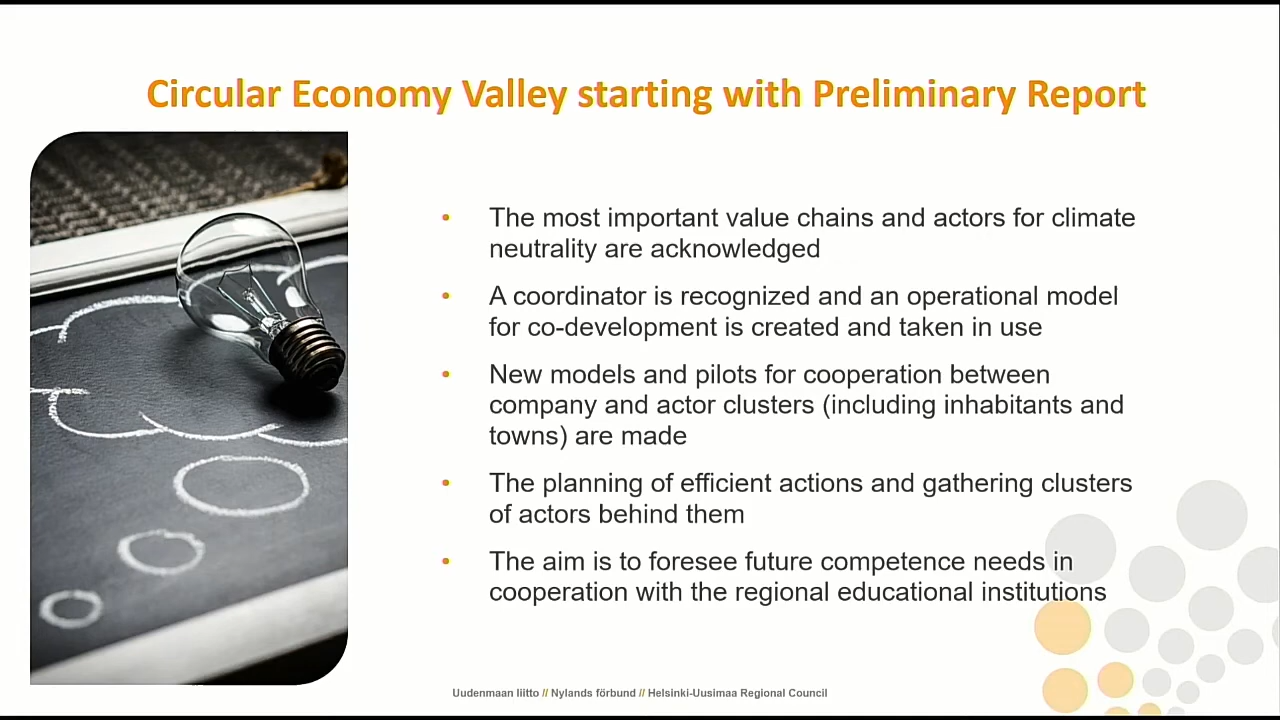 Circular Economy Valley starting with Preliminary Report
• The most important value chains and actors for climate
neutrality are acknowledged
• A coordinator is recognized and an operational model
for co-development is created and taken in use
• New models and pilots for cooperation between
company and actor clusters (including inhabitants and
towns) are made
• The planning of efficient actions and gathering clusters
of actors behind them
• The aim is to foresee future competence needs in
cooperation with the regional educational institutions
Uudenmaan liitto // Nylands förbund // Helsinki-Uusimaa Regional Council